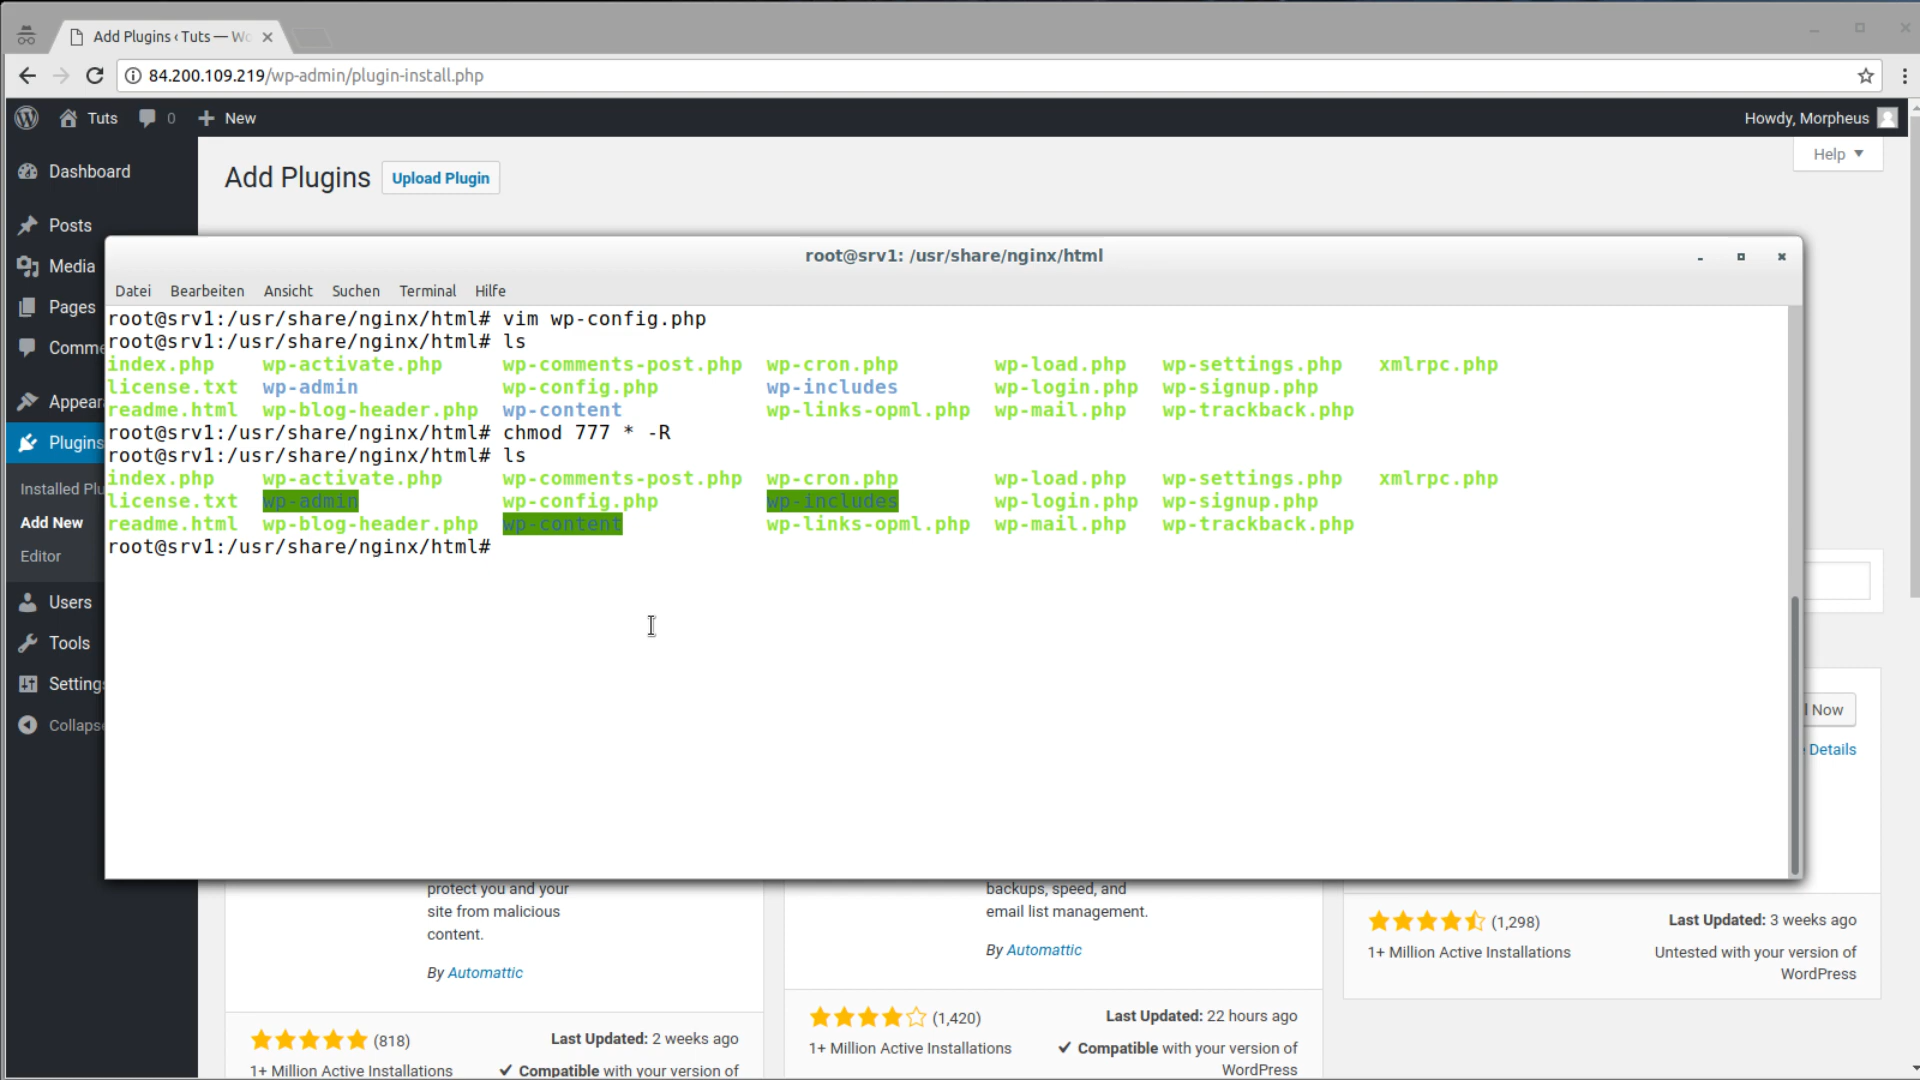 Add Plugins ‹ Tuts — Wo
84.200.109.219/wp-admin/plugin-install.php
Tuts 0 New Howdy, Morpheus
Help
Add Plugins Upload Plugin
Dashboard
Posts
Media
Pages
Comme
Appear
Plugins
Installed Plu
Add New
Editor
Users
Tools
Setting
Collaps
root@srv1: /usr/share/nginx/html
Datei Bearbeiten Ansicht Suchen Terminal Hilfe
root@srv1:/usr/share/nginx/html# vim wp-config.php
root@srv1:/usr/share/nginx/html# ls
index.php wp-activate.php wp-comments-post.php wp-cron.php wp-load.php wp-settings.php xmlrpc.php
license.txt wp-admin wp-config.php wp-includes wp-login.php wp-signup.php
readme.html wp-blog-header.php wp-content wp-links-opml.php wp-mail.php wp-trackback.php
root@srv1:/usr/share/nginx/html# chmod 777 * -R
root@srv1:/usr/share/nginx/html# ls
index.php wp-activate.php wp-comments-post.php wp-cron.php wp-load.php wp-settings.php xmlrpc.php
license.txt wp-admin wp-config.php wp-includes wp-login.php wp-signup.php
readme.html wp-blog-header.php wp-content wp-links-opml.php wp-mail.php wp-trackback.php
root@srv1:/usr/share/nginx/html#
l Now
Details
protect you and your
site from malicious
content.
By Automattic
(818) Last Updated: 2 weeks ago
1+ Million Active Installations ✓ Compatible with your version of
backups, speed, and
email list management.
By Automattic
(1,420) Last Updated: 22 hours ago
1+ Million Active Installations ✓ Compatible with your version of
WordPress
(1,298) Last Updated: 3 weeks ago
1+ Million Active Installations Untested with your version of
WordPress